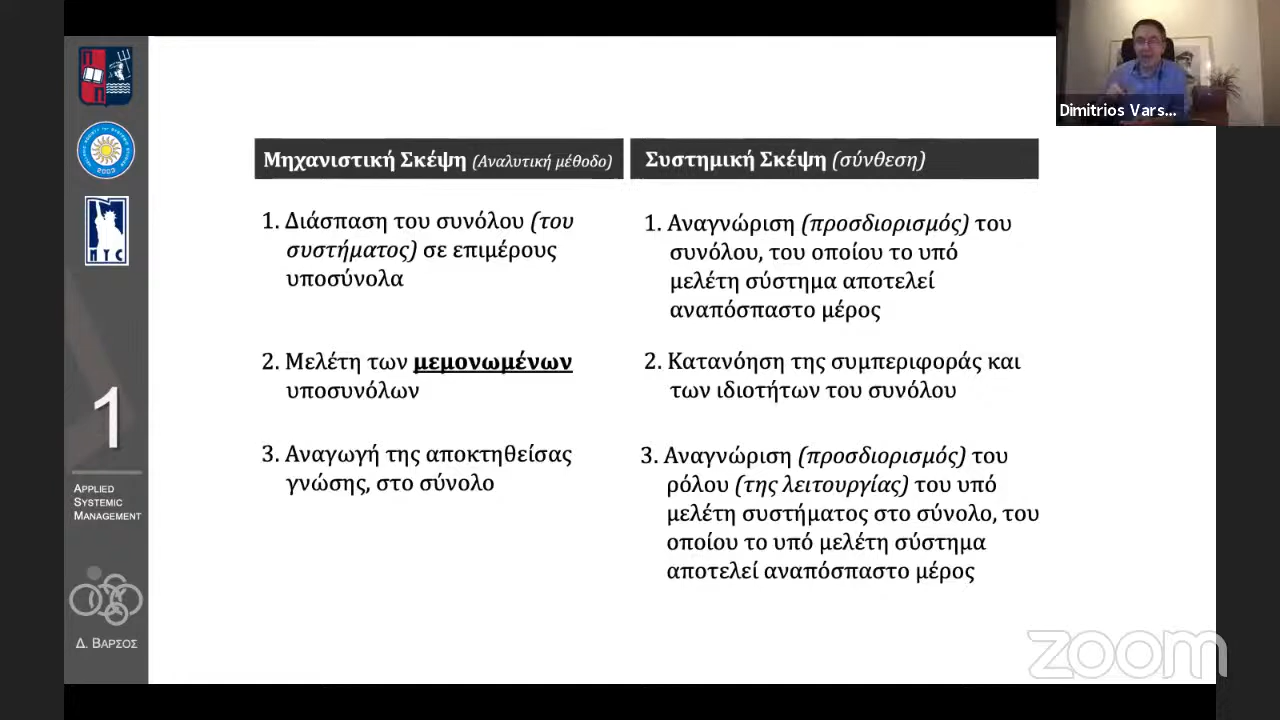 Dimitrios Vars...
Μηχανιστική Σκέψη (Αναλυτική μέθοδο)
1. Διάσπαση του συνόλου (του
συστήματος) σε επιμέρους
υποσύνολα
2. Μελέτη των μεμονωμένων
υποσυνόλων
3. Αναγωγή της αποκτηθείσας
γνώσης, στο σύνολο
Συστημική Σκέψη (σύνθεση)
1. Αναγνώριση (προσδιορισμός) του
συνόλου, του οποίου το υπό
μελέτη σύστημα αποτελεί
αναπόσπαστο μέρος
2. Κατανόηση της συμπεριφοράς και
των ιδιοτήτων του συνόλου
3. Αναγνώριση (προσδιορισμός) του
ρόλου (της λειτουργίας) του υπό
μελέτη συστήματος στο σύνολο, του
οποίου το υπό μελέτη σύστημα
αποτελεί αναπόσπαστο μέρος
NYC
1
APPLIED
SYSTEMIC
MANAGEMENT
Δ. ΒΑΡΣΟΣ
zoom